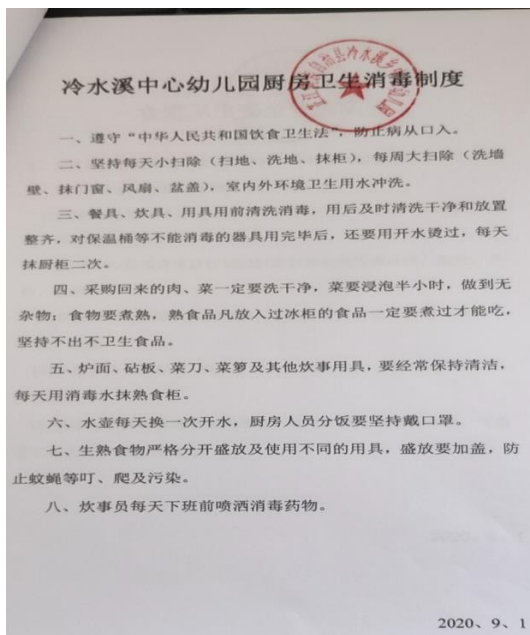 冷水溪中心幼儿园厨房卫生消毒制度
一、遵守“中华人民共和国饮食卫生法”，防止病从口入。
二、坚持每天小扫除（扫地、洗地、抹柜），每周大扫除（洗墙
壁、抹门窗、风扇、盆盖），室内外环境卫生用水冲洗。
三、餐具、炊具、用具用前清洗消毒，用后及时清洗干净和放置
整齐，对保温桶等不能消毒的器具用完毕后，还要用开水烫过，每天
抹厨柜二次。
四、采购回来的肉、菜一定要洗干净，菜要浸泡半小时，做到无
杂物；食物要煮熟，熟食品凡放入过冰柜的食品一定要煮过才能吃，
坚持不出不卫生食品。
五、炉面、砧板、菜刀、菜箩及其他炊事用具，要经常保持清洁，
每天用消毒水抹熟食柜。
六、水壶每天换一次开水，厨房人员分饭要坚持戴口罩。
七、生熟食物严格分开盛放及使用不同的用具，盛放要加盖，防
止蚊蝇等叮、爬及污染。
八、炊事员每天下班前喷洒消毒药物。
2020、9、1